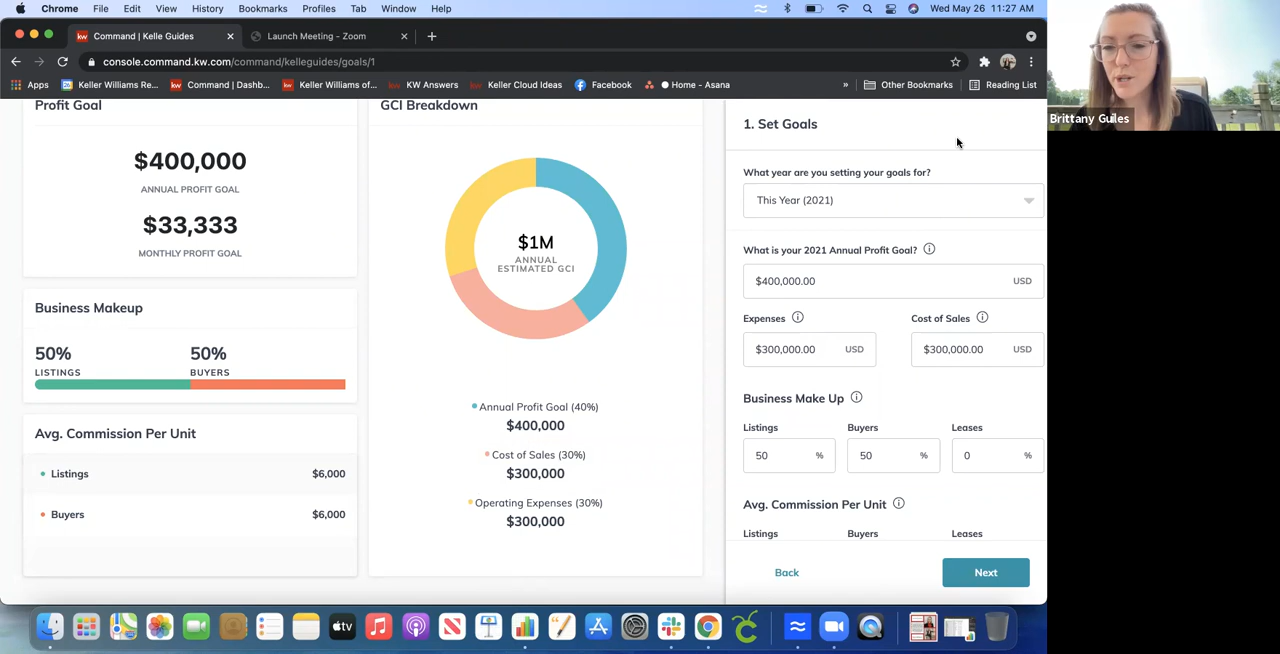 Chrome File Edit View History Bookmarks Profiles Tab Window Help Wed May 26 11:27 AM
kw Command | Kelle Guides Launch Meeting - Zoom
console.command.kw.com/command/kelleguides/goals/1
Apps Keller Williams Re... kw Command | Dashb... kw Keller Williams of... kw KW Answers kw Keller Cloud Ideas Facebook Home - Asana » Other Bookmarks Reading List
Profit Goal
$400,000
ANNUAL PROFIT GOAL
$33,333
MONTHLY PROFIT GOAL
Business Makeup
50% 50%
LISTINGS BUYERS
Avg. Commission Per Unit
Listings $6,000
Buyers $6,000
GCI Breakdown
$1M
ANNUAL
ESTIMATED GCI
Annual Profit Goal (40%)
$400,000
Cost of Sales (30%)
$300,000
Operating Expenses (30%)
$300,000
1. Set Goals
What year are you setting your goals for?
This Year (2021)
What is your 2021 Annual Profit Goal?
$400,000.00 USD
Expenses Cost of Sales
$300,000.00 USD $300,000.00 USD
Business Make Up
Listings Buyers Leases
50 % 50 % 0 %
Avg. Commission Per Unit
Listings Buyers Leases
Back Next
Brittany Guiles
tv